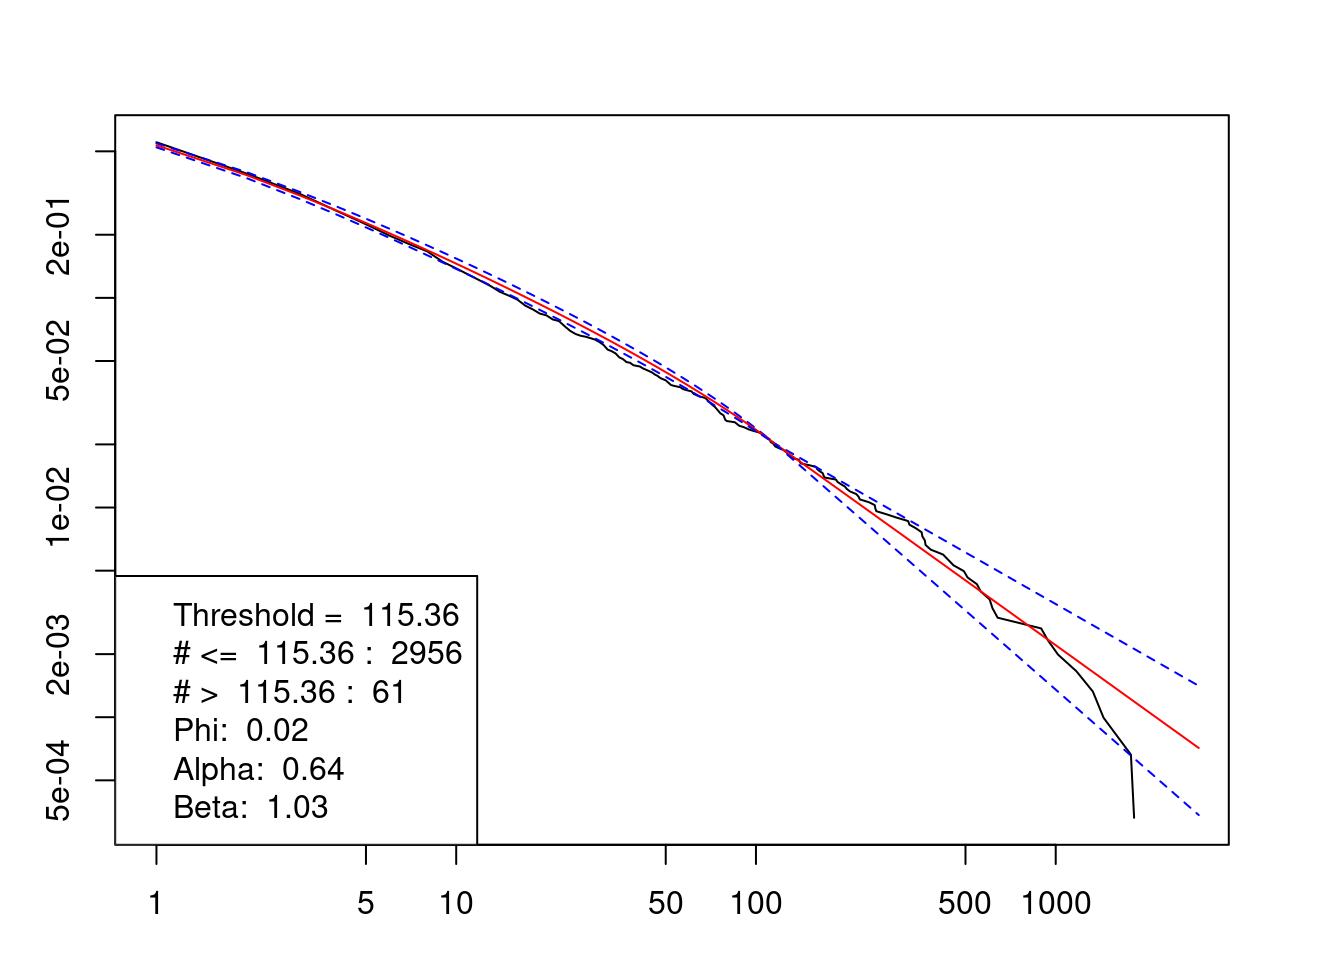 2e-01
5e-02
1e-02
2e-03
5e-04
Threshold = 115.36
# <= 115.36 : 2956
# > 115.36 : 61
Phi: 0.02
Alpha: 0.64
Beta: 1.03
1 5 10 50 100 500 1000